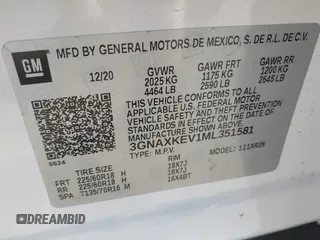 GM
MFD BY GENERAL MOTORS DE MEXICO, S. DE R.L. DE C.V.
12/20 GVWR GAWR FRT GAWR RR
2025 KG 1175 KG 1200 KG
4464 LB 2590 LB 2645 LB
THIS VEHICLE CONFORMS TO ALL APPLICABLE U.S. FEDERAL MOTOR VEHICLE SAFETY, BUMPER, AND THEFT PREVENTION STANDARDS IN EFFECT ON THE DATE OF MANUFACTURE SHOWN ABOVE.
3GNAXKEV1ML351581
TYPE: M.P.V. 111XR26
6624
TIRE SIZE RIM
FRT 225/60R18 H 18X7J
RR 225/60R18 H 18X7J
SPA T135/70R16 M 16X4BT
DREAMBID